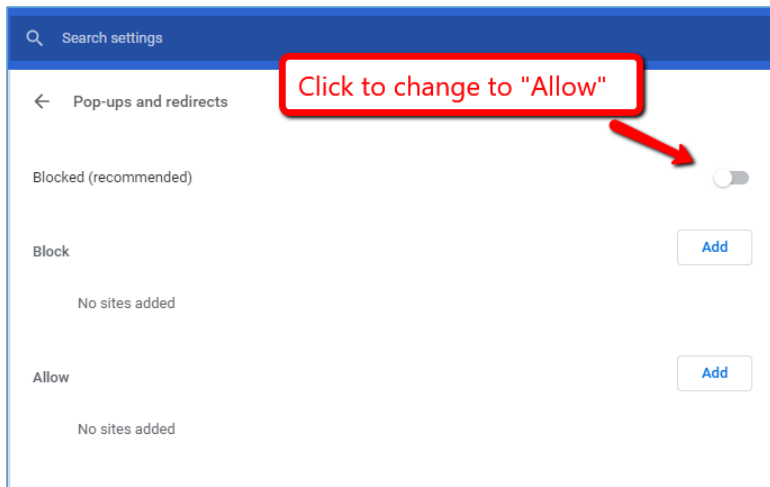 Search settings
Click to change to "Allow"
Pop-ups and redirects
Blocked (recommended)
Block
Add
No sites added
Allow
Add
No sites added